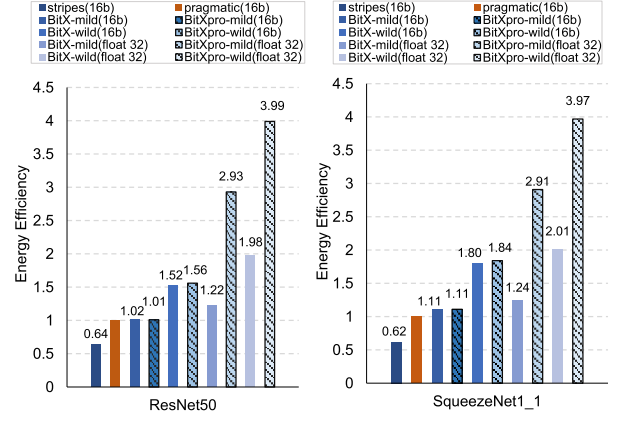 stripes(16b) pragmatic(16b)
BitX-mild(16b) BitXpro-mild(16b)
BitX-wild(16b) BitXpro-wild(16b)
BitX-mild(float 32) BitXpro-mild(float 32)
BitX-wild(float 32) BitXpro-wild(float 32)
Energy Efficiency
4.5
4
3.5
3
2.5
2
1.5
1
0.5
0
0.64
1.02
1.01
1.52
1.56
1.22
2.93
1.98
3.99
ResNet50
stripes(16b) pragmatic(16b)
BitX-mild(16b) BitXpro-mild(16b)
BitX-wild(16b) BitXpro-wild(16b)
BitX-mild(float 32) BitXpro-mild(float 32)
BitX-wild(float 32) BitXpro-wild(float 32)
Energy Efficiency
4.5
4
3.5
3
2.5
2
1.5
1
0.5
0
0.62
1.11
1.11
1.80
1.84
1.24
2.91
2.01
3.97
SqueezeNet1_1